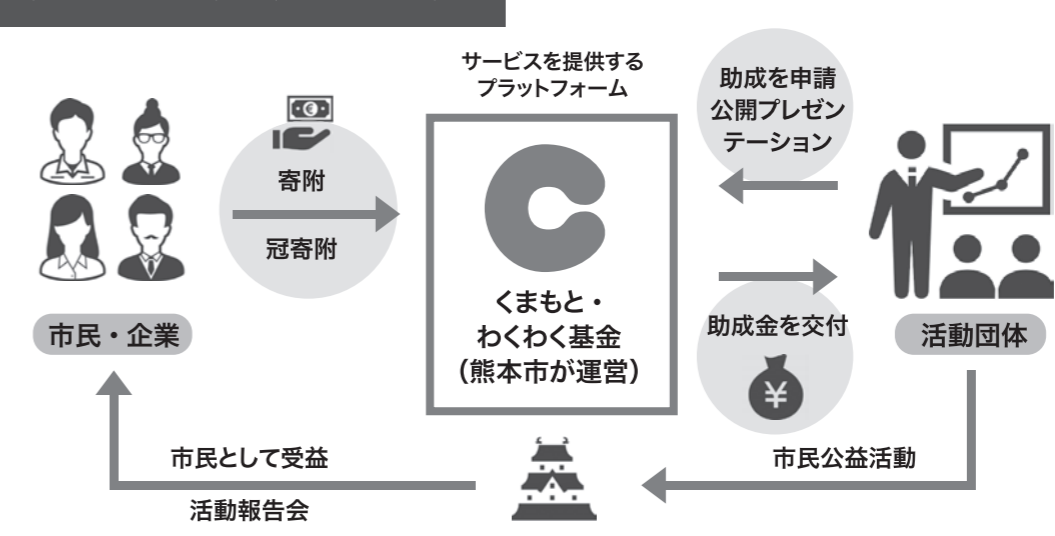 サービスを提供する
プラットフォーム
助成を申請
公開プレゼン
テーション
寄附
冠寄附
くまもと・
わくわく基金
（熊本市が運営）
助成金を交付
¥
市民・企業
活動団体
市民として受益
活動報告会
市民公益活動